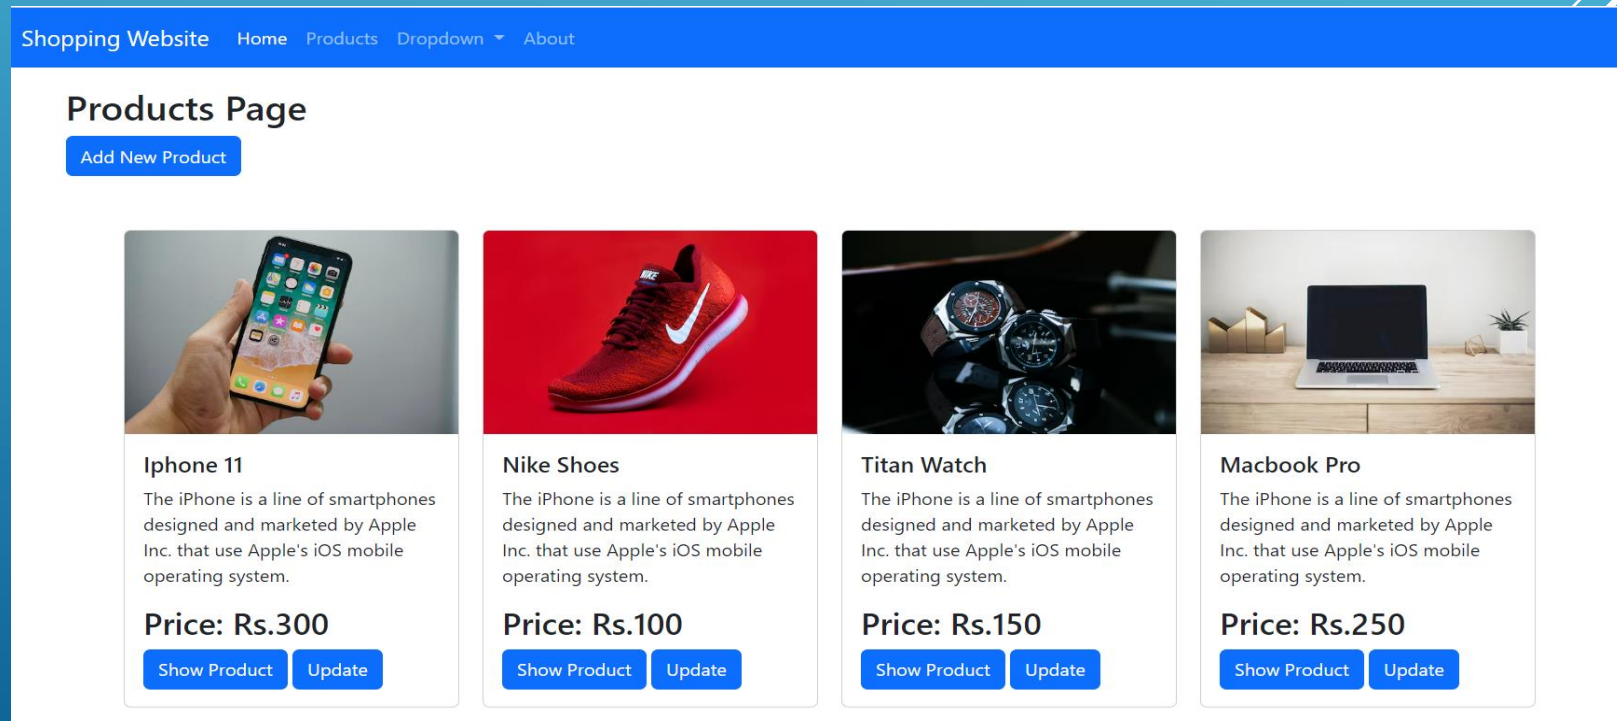 Shopping Website Home Products Dropdown About
Products Page
Add New Product
NIKE
Iphone 11
The iPhone is a line of smartphones
designed and marketed by Apple
Inc. that use Apple's iOS mobile
operating system.
Price: Rs.300
Show Product Update
Nike Shoes
The iPhone is a line of smartphones
designed and marketed by Apple
Inc. that use Apple's iOS mobile
operating system.
Price: Rs.100
Show Product Update
Titan Watch
The iPhone is a line of smartphones
designed and marketed by Apple
Inc. that use Apple's iOS mobile
operating system.
Price: Rs.150
Show Product Update
Macbook Pro
The iPhone is a line of smartphones
designed and marketed by Apple
Inc. that use Apple's iOS mobile
operating system.
Price: Rs.250
Show Product Update